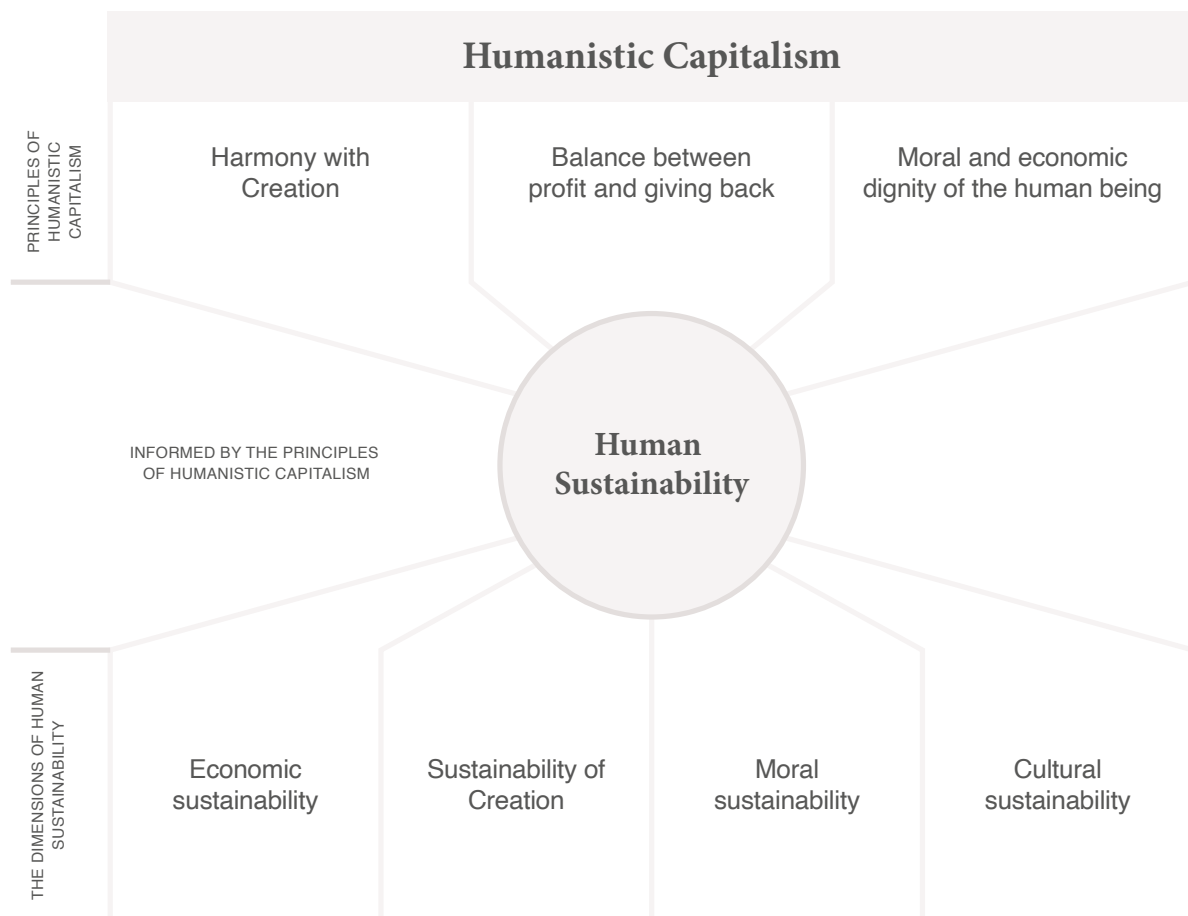 Humanistic Capitalism
PRINCIPLES OF
HUMANISTIC
CAPITALISM
Harmony with
Creation
Balance between
profit and giving back
Moral and economic
dignity of the human being
INFORMED BY THE PRINCIPLES
OF HUMANISTIC CAPITALISM
Human
Sustainability
THE DIMENSIONS OF HUMAN
SUSTAINABILITY
Economic
sustainability
Sustainability of
Creation
Moral
sustainability
Cultural
sustainability